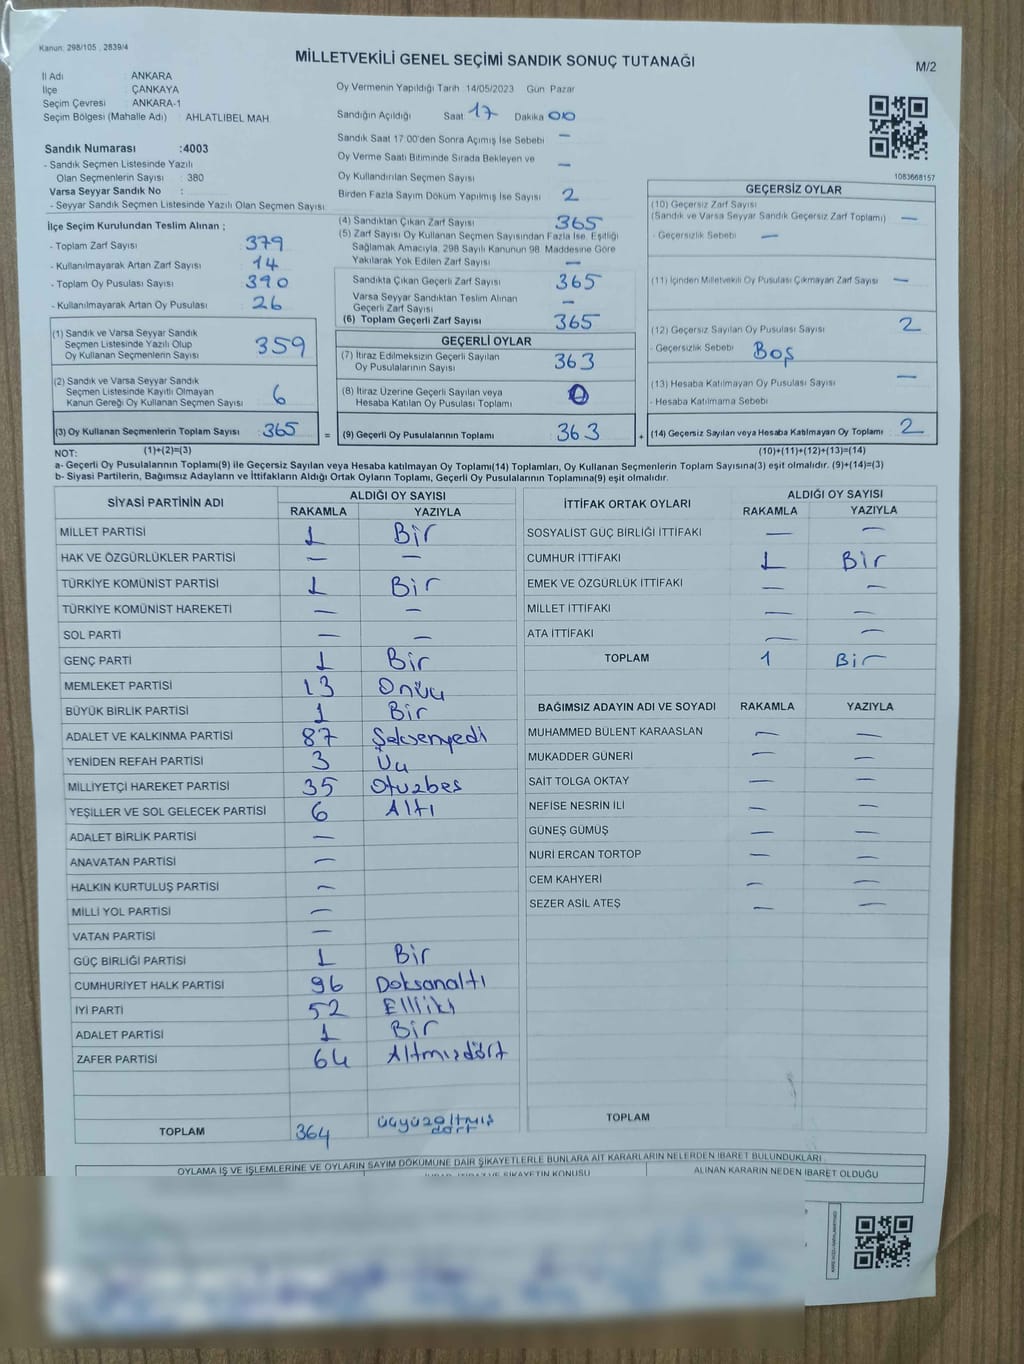 Kanun: 298/105 , 2839/4
MİLLETVEKİLİ GENEL SEÇİMİ SANDIK SONUÇ TUTANAĞI
M/2
İl Adı : ANKARA
İlçe : ÇANKAYA
Seçim Çevresi : ANKARA-1
Seçim Bölgesi (Mahalle Adı) : AHLATLIBEL MAH.
Sandık Numarası :4003
- Sandık Seçmen Listesinde Yazılı
Olan Seçmenlerin Sayısı : 380
Varsa Seyyar Sandık No :
- Seyyar Sandık Seçmen Listesinde Yazılı Olan Seçmen Sayısı:
İlçe Seçim Kurulundan Teslim Alınan ;
- Toplam Zarf Sayısı 379
- Kullanılmayarak Artan Zarf Sayısı 14
- Toplam Oy Pusulası Sayısı 390
- Kullanılmayarak Artan Oy Pusulası 26
(1) Sandık ve Varsa Seyyar Sandık
Seçmen Listesinde Yazılı Olup
Oy Kullanan Seçmenlerin Sayısı 359
(2) Sandık ve Varsa Seyyar Sandık
Seçmen Listesinde Kayıtlı Olmayan
Kanun Gereği Oy Kullanan Seçmen Sayısı 6
(3) Oy Kullanan Seçmenlerin Toplam Sayısı 365
(1)+(2)=(3)
Oy Vermenin Yapıldığı Tarih 14/05/2023 Gün Pazar
Sandığın Açıldığı Saat 17 Dakika 00
Sandık Saat 17:00'den Sonra Açımış İse Sebebi —
Oy Verme Saati Bitiminde Sırada Bekleyen ve
Oy Kullandırılan Seçmen Sayısı —
Birden Fazla Sayım Döküm Yapılmış İse Sayısı 2
(4) Sandıktan Çıkan Zarf Sayısı 365
(5) Zarf Sayısı Oy Kullanan Seçmen Sayısından Fazla İse, Eşitliği
Sağlamak Amacıyla, 298 Sayılı Kanunun 98. Maddesine Göre
Yakılarak Yok Edilen Zarf Sayısı —
Sandıkta Çıkan Geçerli Zarf Sayısı 365
Varsa Seyyar Sandıktan Teslim Alınan
Geçerli Zarf Sayısı —
(6) Toplam Geçerli Zarf Sayısı 365
GEÇERLİ OYLAR
(7) İtiraz Edilmeksizin Geçerli Sayılan
Oy Pusulalarının Sayısı 363
(8) İtiraz Üzerine Geçerli Sayılan veya
Hesaba Katılan Oy Pusulası Toplamı 0
= (9) Geçerli Oy Pusulalarının Toplamı 363 +
1083668157
GEÇERSİZ OYLAR
(10) Geçersiz Zarf Sayısı
(Sandık ve Varsa Seyyar Sandık Geçersiz Zarf Toplamı) —
- Geçersizlik Sebebi —
(11) İçinden Milletvekili Oy Pusulası Çıkmayan Zarf Sayısı —
(12) Geçersiz Sayılan Oy Pusulası Sayısı 2
- Geçersizlik Sebebi Boş
(13) Hesaba Katılmayan Oy Pusulası Sayısı —
- Hesaba Katılmama Sebebi
(14) Geçersiz Sayılan veya Hesaba Katılmayan Oy Toplamı 2
(10)+(11)+(12)+(13)=(14)
NOT:
a- Geçerli Oy Pusulalarının Toplamı(9) ile Geçersiz Sayılan veya Hesaba katılmayan Oy Toplamı(14) Toplamları, Oy Kullanan Seçmenlerin Toplam Sayısına(3) eşit olmalıdır. (9)+(14)=(3)
b- Siyasi Partilerin, Bağımsız Adayların ve İttifakların Aldığı Ortak Oyların Toplamı, Geçerli Oy Pusulalarının Toplamına(9) eşit olmalıdır.
SİYASİ PARTİNİN ADI ALDIĞI OY SAYISI
RAKAMLA YAZIYLA
MİLLET PARTİSİ 1 Bir
HAK VE ÖZGÜRLÜKLER PARTİSİ — —
TÜRKİYE KOMÜNİST PARTİSİ 1 Bir
TÜRKİYE KOMÜNİST HAREKETİ — —
SOL PARTİ — —
GENÇ PARTİ 1 Bir
MEMLEKET PARTİSİ 13 Onüç
BÜYÜK BİRLİK PARTİSİ 1 Bir
ADALET VE KALKINMA PARTİSİ 87 Şeksenyedi
YENİDEN REFAH PARTİSİ 3 Üç
MİLLİYETÇİ HAREKET PARTİSİ 35 Otuzbeş
YEŞİLLER VE SOL GELECEK PARTİSİ 6 Altı
ADALET BİRLİK PARTİSİ —
ANAVATAN PARTİSİ —
HALKIN KURTULUŞ PARTİSİ —
MİLLİ YOL PARTİSİ —
VATAN PARTİSİ —
GÜÇ BİRLİĞİ PARTİSİ 1 Bir
CUMHURİYET HALK PARTİSİ 96 Doksanaltı
İYİ PARTİ 52 Elliiki
ADALET PARTİSİ 1 Bir
ZAFER PARTİSİ 64 Altmışdört
TOPLAM 364 üçyüzaltmış
dört
İTTİFAK ORTAK OYLARI ALDIĞI OY SAYISI
RAKAMLA YAZIYLA
SOSYALİST GÜÇ BİRLİĞİ İTTİFAKI — —
CUMHUR İTTİFAKI 1 Bir
EMEK VE ÖZGÜRLÜK İTTİFAKI — —
MİLLET İTTİFAKI — —
ATA İTTİFAKI — —
TOPLAM 1 Bir
BAĞIMSIZ ADAYIN ADI VE SOYADI RAKAMLA YAZIYLA
MUHAMMED BÜLENT KARAASLAN — —
MUKADDER GÜNERİ — —
SAİT TOLGA OKTAY — —
NEFİSE NESRİN İLİ — —
GÜNEŞ GÜMÜŞ — —
NURİ ERCAN TORTOP — —
CEM KAHYERİ — —
SEZER ASIL ATEŞ — —
TOPLAM
OYLAMA İŞ VE İŞLEMLERİNE VE OYLARIN SAYIM DÖKÜMÜNE DAİR ŞİKAYETLERLE BUNLARA AİT KARARLARIN NELERDEN İBARET BULUNDUKLARI
ALINAN KARARIN NEDEN İBARET OLDUĞU